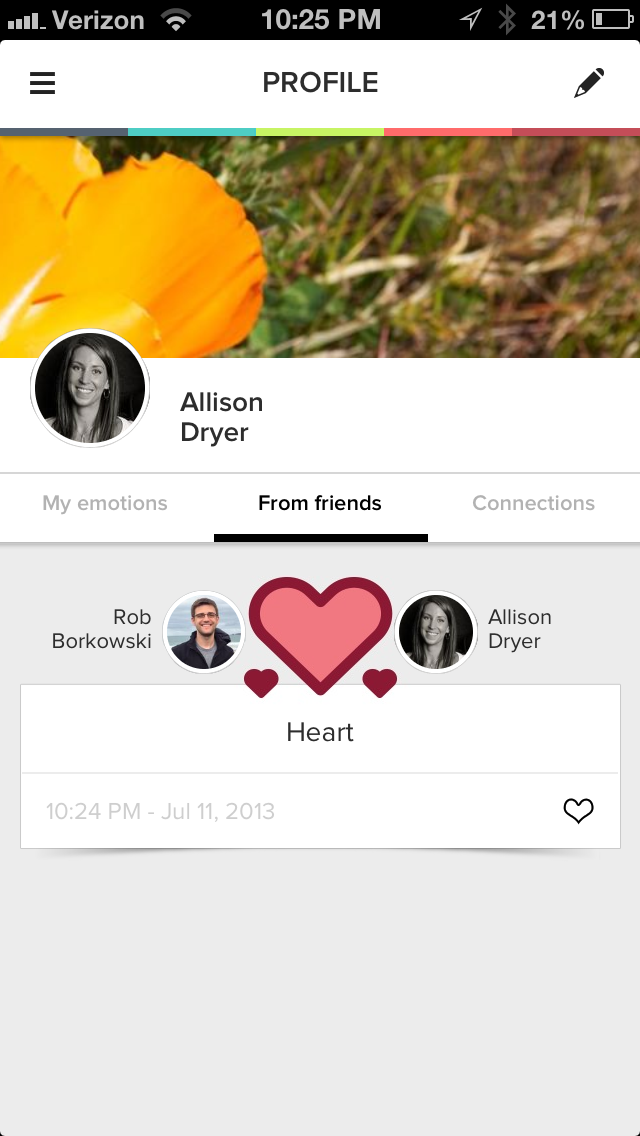 Verizon 10:25 PM 21%
PROFILE
Allison
Dryer
My emotions From friends Connections
Rob
Borkowski
Allison
Dryer
Heart
10:24 PM - Jul 11, 2013